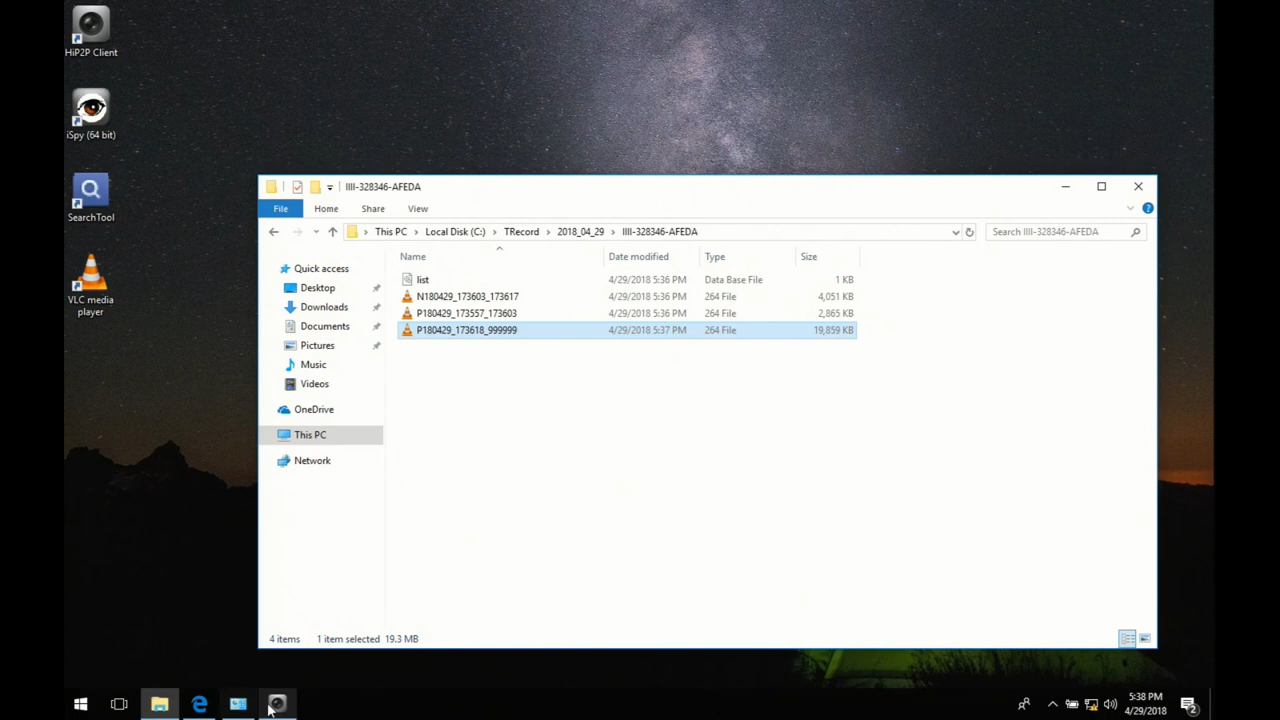 HiP2P Client
iSpy (64 bit)
SearchTool
VLC media
player
IIII-328346-AFEDA
File Home Share View
This PC Local Disk (C:) TRecord 2018_04_29 IIII-328346-AFEDA
Search IIII-328346-AFEDA
Name Date modified Type Size
Quick access
Desktop
Downloads
Documents
Pictures
Music
Videos
OneDrive
This PC
Network
list 4/29/2018 5:36 PM Data Base File 1 KB
N180429_173603_173617 4/29/2018 5:36 PM 264 File 4,051 KB
P180429_173557_173603 4/29/2018 5:36 PM 264 File 2,865 KB
P180429_173618_999999 4/29/2018 5:37 PM 264 File 19,859 KB
4 items 1 item selected 19.3 MB
5:38 PM
4/29/2018
2